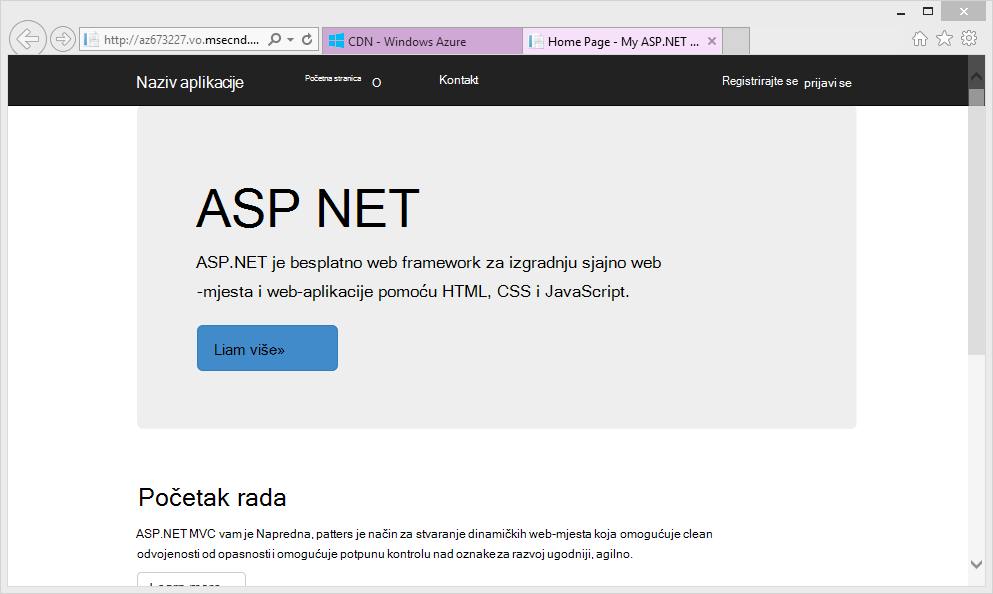 http://az673227.vo.msecnd....
CDN - Windows Azure
Home Page - My ASP.NET ...
Naziv aplikacije
Početna stranica
O
Kontakt
Registrirajte se
prijavi se
ASP NET
ASP.NET je besplatno web framework za izgradnju sjajno web
-mjesta i web-aplikacije pomoću HTML, CSS i JavaScript.
Liam više»
Početak rada
ASP.NET MVC vam je Napredna, patters je način za stvaranje dinamičkih web-mjesta koja omogućuje clean
odvojenosti od opasnosti i omogućuje potpunu kontrolu nad oznake za razvoj ugodniji, agilno.
Learn more